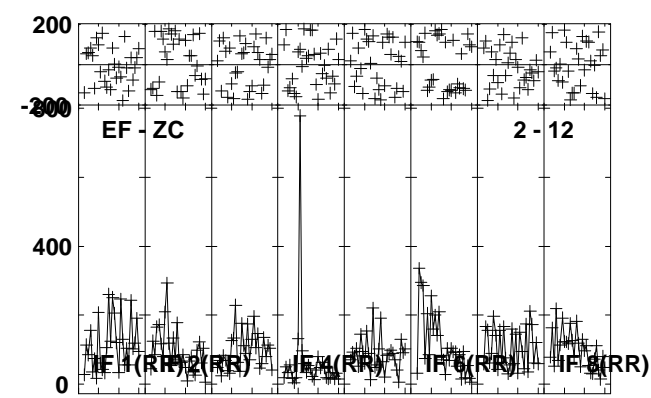 200
-200
800
EF - ZC 2 - 12
400
0
IF 1(RR) IF 2(RR) IF 4(RR) IF 6(RR) IF 8(RR)